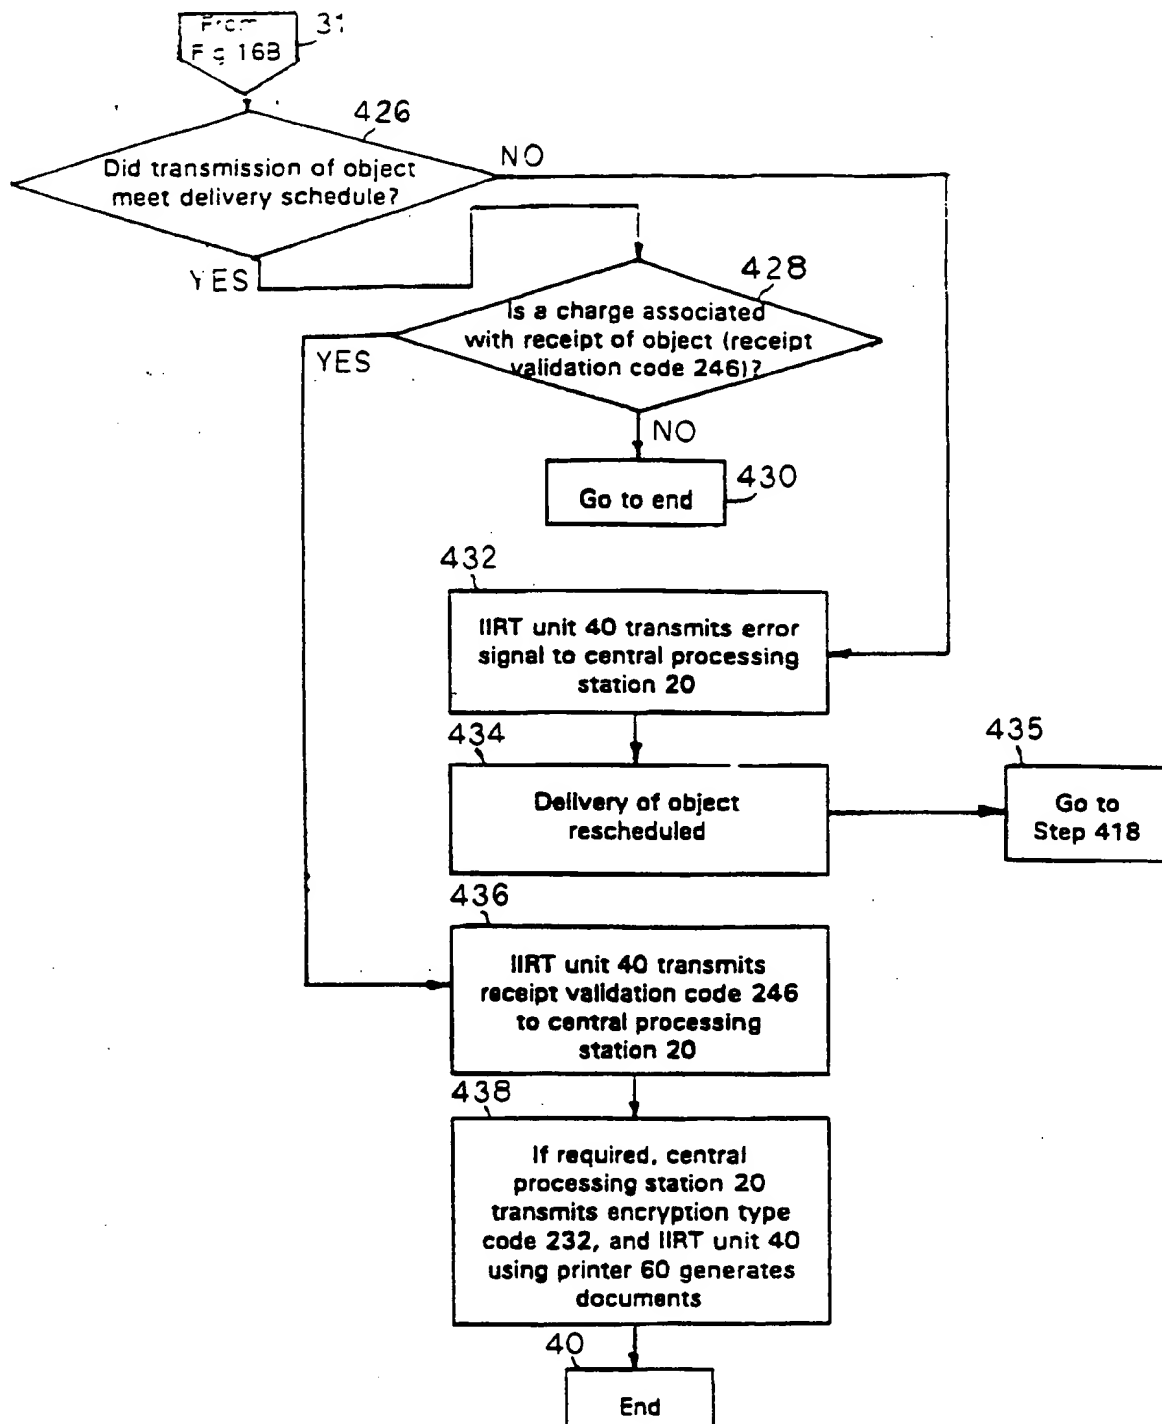 From
Fig 16B
31
426
Did transmission of object
meet delivery schedule?
NO
YES
428
Is a charge associated
with receipt of object (receipt
validation code 246)?
YES
NO
Go to end
430
432
IIRT unit 40 transmits error
signal to central processing
station 20
434
Delivery of object
rescheduled
435
Go to
Step 418
436
IIRT unit 40 transmits
receipt validation code 246
to central processing
station 20
438
If required, central
processing station 20
transmits encryption type
code 232, and IIRT unit 40
using printer 60 generates
documents
40
End